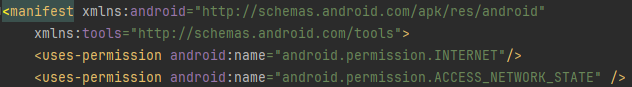 <manifest xmlns:android="http://schemas.android.com/apk/res/android"
xmlns:tools="http://schemas.android.com/tools">
<uses-permission android:name="android.permission.INTERNET"/>
<uses-permission android:name="android.permission.ACCESS_NETWORK_STATE" />